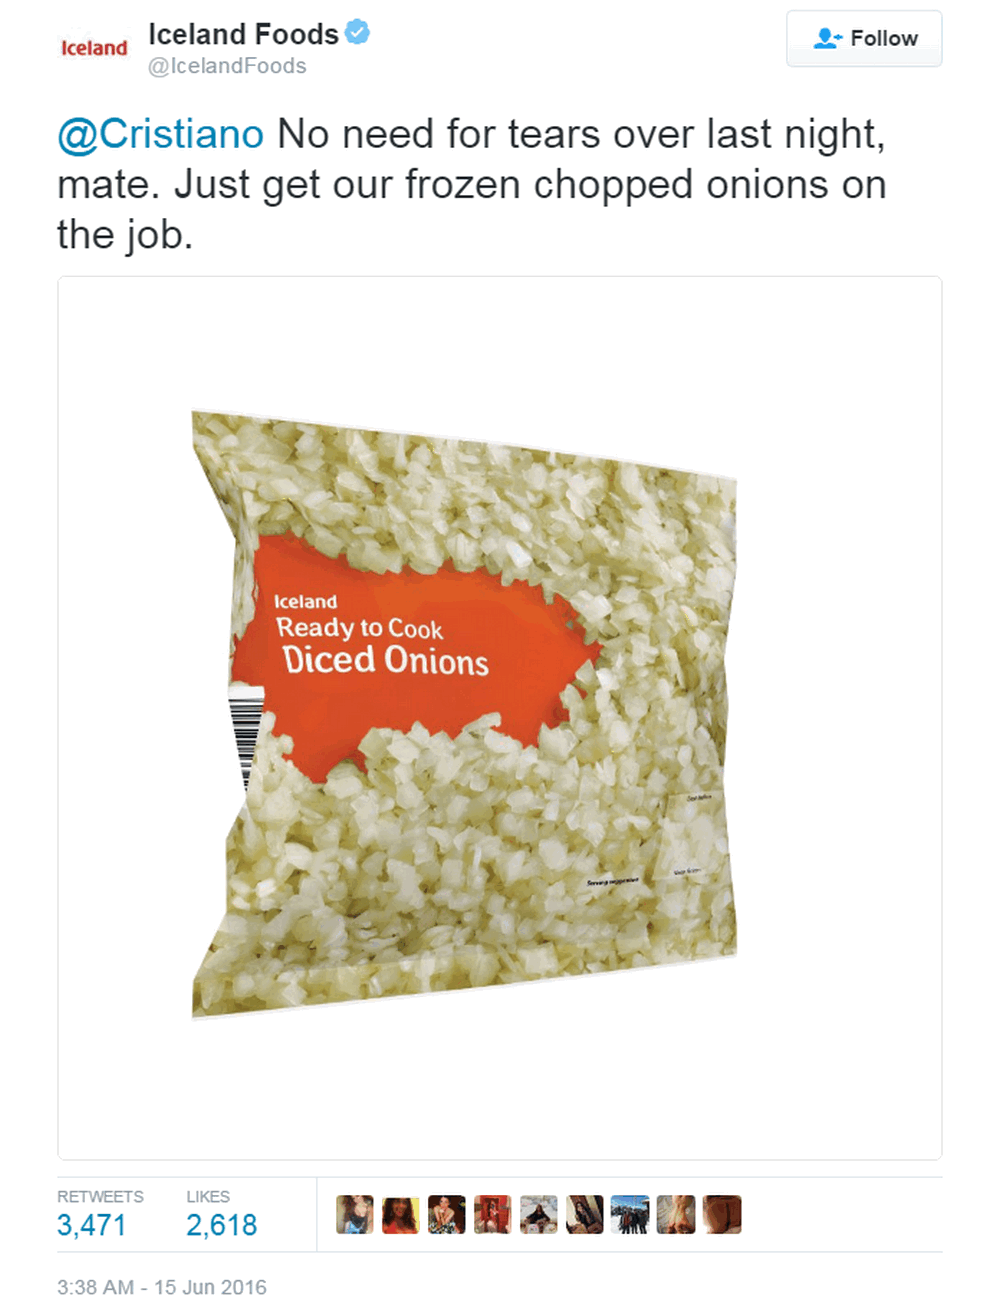 Iceland
Iceland Foods
@IcelandFoods
Follow
@Cristiano No need for tears over last night,
mate. Just get our frozen chopped onions on
the job.
Iceland
Ready to Cook
Diced Onions
Serving suggestion
RETWEETS
LIKES
3,471
2,618
3:38 AM - 15 Jun 2016